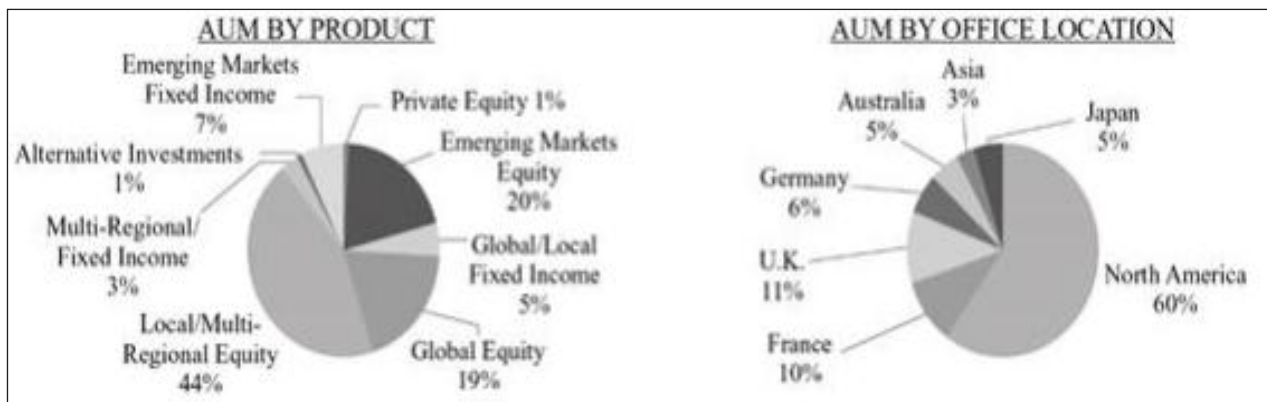 AUM BY PRODUCT
Emerging Markets
Fixed Income
7%
Private Equity 1%
Alternative Investments
1%
Emerging Markets
Equity
20%
Multi-Regional/
Fixed Income
3%
Global/Local
Fixed Income
5%
Local/Multi-
Regional Equity
44%
Global Equity
19%
AUM BY OFFICE LOCATION
Asia
3%
Australia
5%
Japan
5%
Germany
6%
U.K.
11%
North America
60%
France
10%